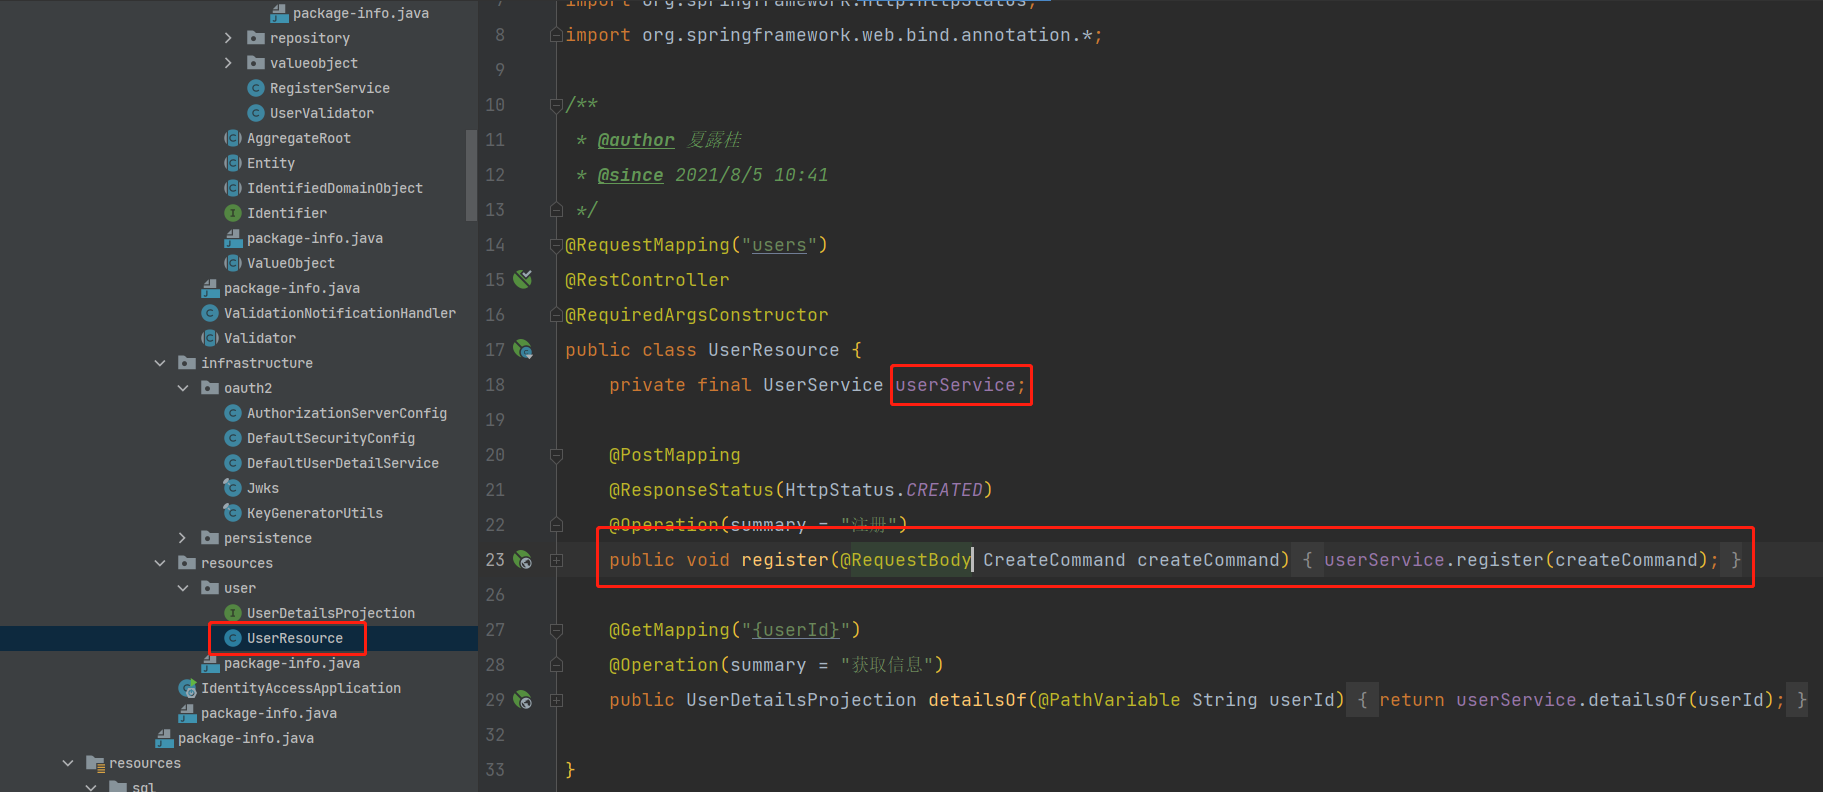 package-info.java
repository
valueobject
RegisterService
UserValidator
AggregateRoot
Entity
IdentifiedDomainObject
Identifier
package-info.java
ValueObject
package-info.java
ValidationNotificationHandler
Validator
infrastructure
oauth2
AuthorizationServerConfig
DefaultSecurityConfig
DefaultUserDetailService
Jwks
KeyGeneratorUtils
persistence
resources
user
UserDetailsProjection
UserResource
package-info.java
IdentityAccessApplication
package-info.java
package-info.java
resources
sql
7 import org.springframework.http.HttpStatus;
8 import org.springframework.web.bind.annotation.*;
9
10 /**
11 * @author 夏露桂
12 * @since 2021/8/5 10:41
13 */
14 @RequestMapping("users")
15 @RestController
16 @RequiredArgsConstructor
17 public class UserResource {
18 private final UserService userService;
19
20 @PostMapping
21 @ResponseStatus(HttpStatus.CREATED)
22 @Operation(summary = "注册")
23 public void register(@RequestBody CreateCommand createCommand) { userService.register(createCommand); }
26
27 @GetMapping("{userId}")
28 @Operation(summary = "获取信息")
29 public UserDetailsProjection detailsOf(@PathVariable String userId) { return userService.detailsOf(userId); }
32
33 }